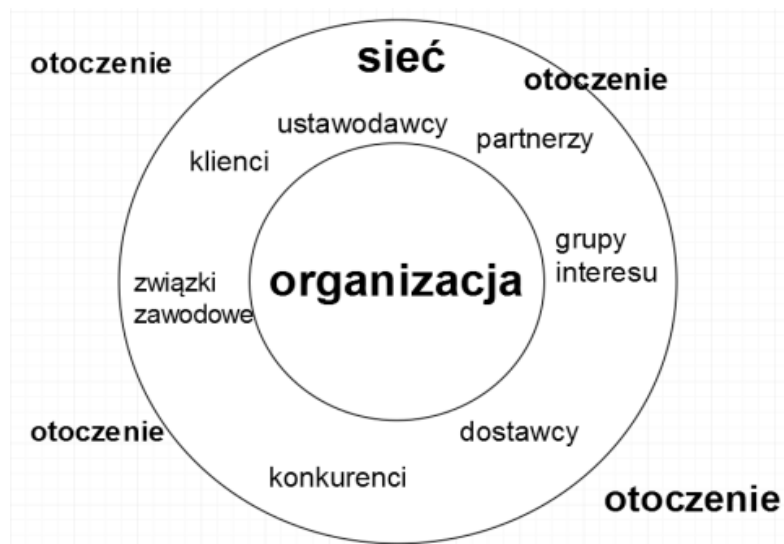 sieć
otoczenie
otoczenie
ustawodawcy
partnerzy
klienci
grupy
interesu
organizacja
związki
zawodowe
otoczenie
dostawcy
konkurenci
otoczenie